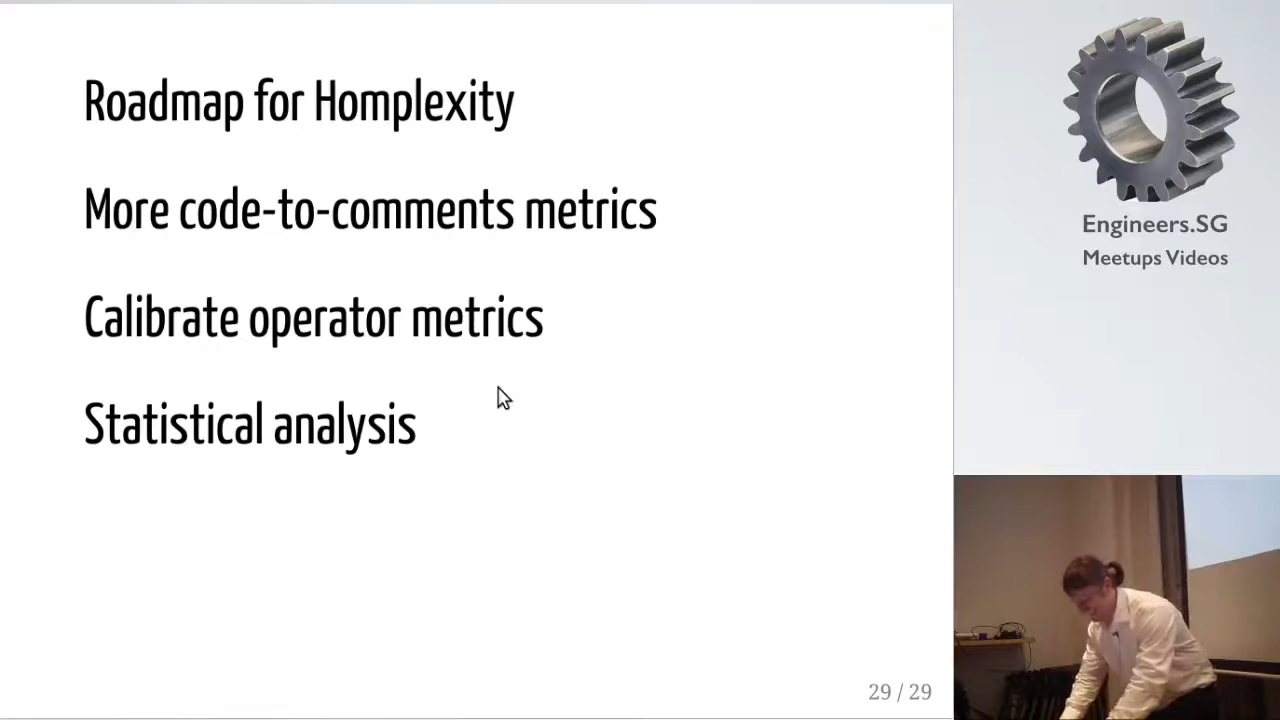 Roadmap for Homplexity
More code-to-comments metrics
Calibrate operator metrics
Statistical analysis
29 / 29
Engineers.SG
Meetups Videos